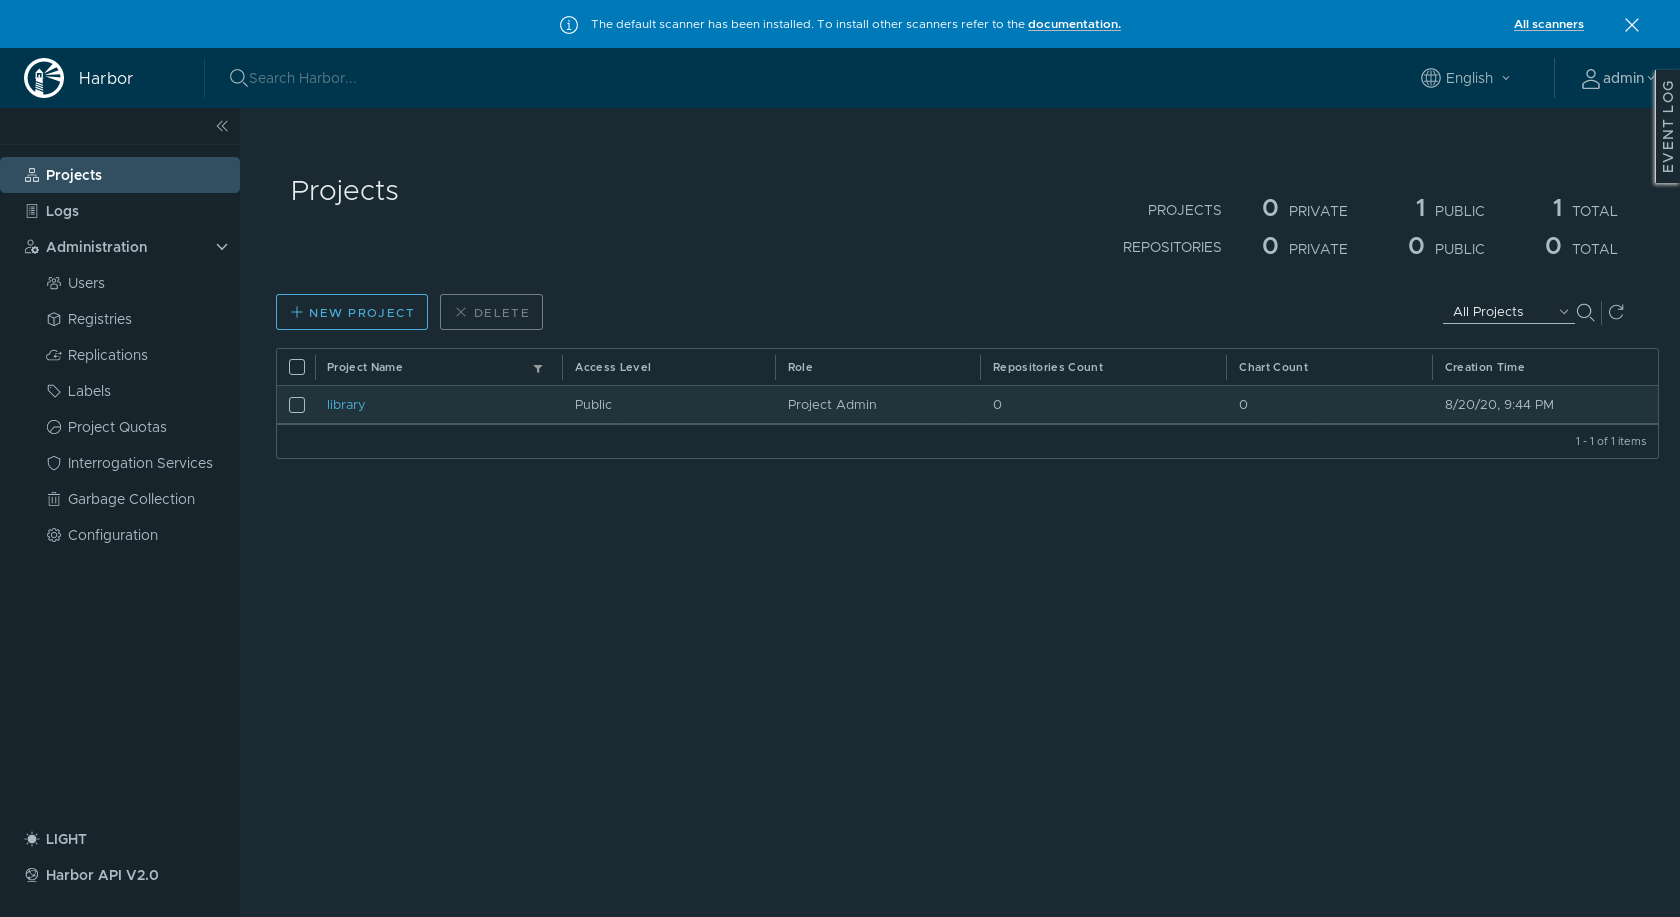 The default scanner has been installed. To install other scanners refer to the documentation.
All scanners
Harbor
Search Harbor...
English
admin
EVENT LOG
Projects
Logs
Administration
Users
Registries
Replications
Labels
Project Quotas
Interrogation Services
Garbage Collection
Configuration
LIGHT
Harbor API V2.0
Projects
PROJECTS 0 PRIVATE 1 PUBLIC 1 TOTAL
REPOSITORIES 0 PRIVATE 0 PUBLIC 0 TOTAL
NEW PROJECT
DELETE
All Projects
Project Name Access Level Role Repositories Count Chart Count Creation Time
library Public Project Admin 0 0 8/20/20, 9:44 PM
1 - 1 of 1 items